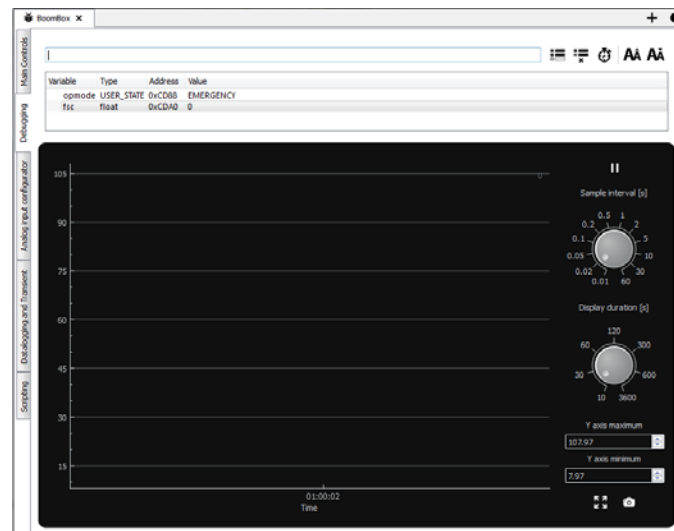 BoomBox
Main Controls
Debugging
Analog input configurator
Datalogging and Transient
Scripting
AA AA
Variable Type Address Value
opmode USER_STATE 0xCD88 EMERGENCY
fsc float 0xCDA0 0
105
90
75
60
45
30
15
01:00:02
Time
Sample interval [s]
0.5 1
0.2 2
0.1 5
0.05 10
0.02 30
0.01 60
Display duration [s]
120
60 300
30 600
10 3600
Y axis maximum
107.97
Y axis minimum
7.97